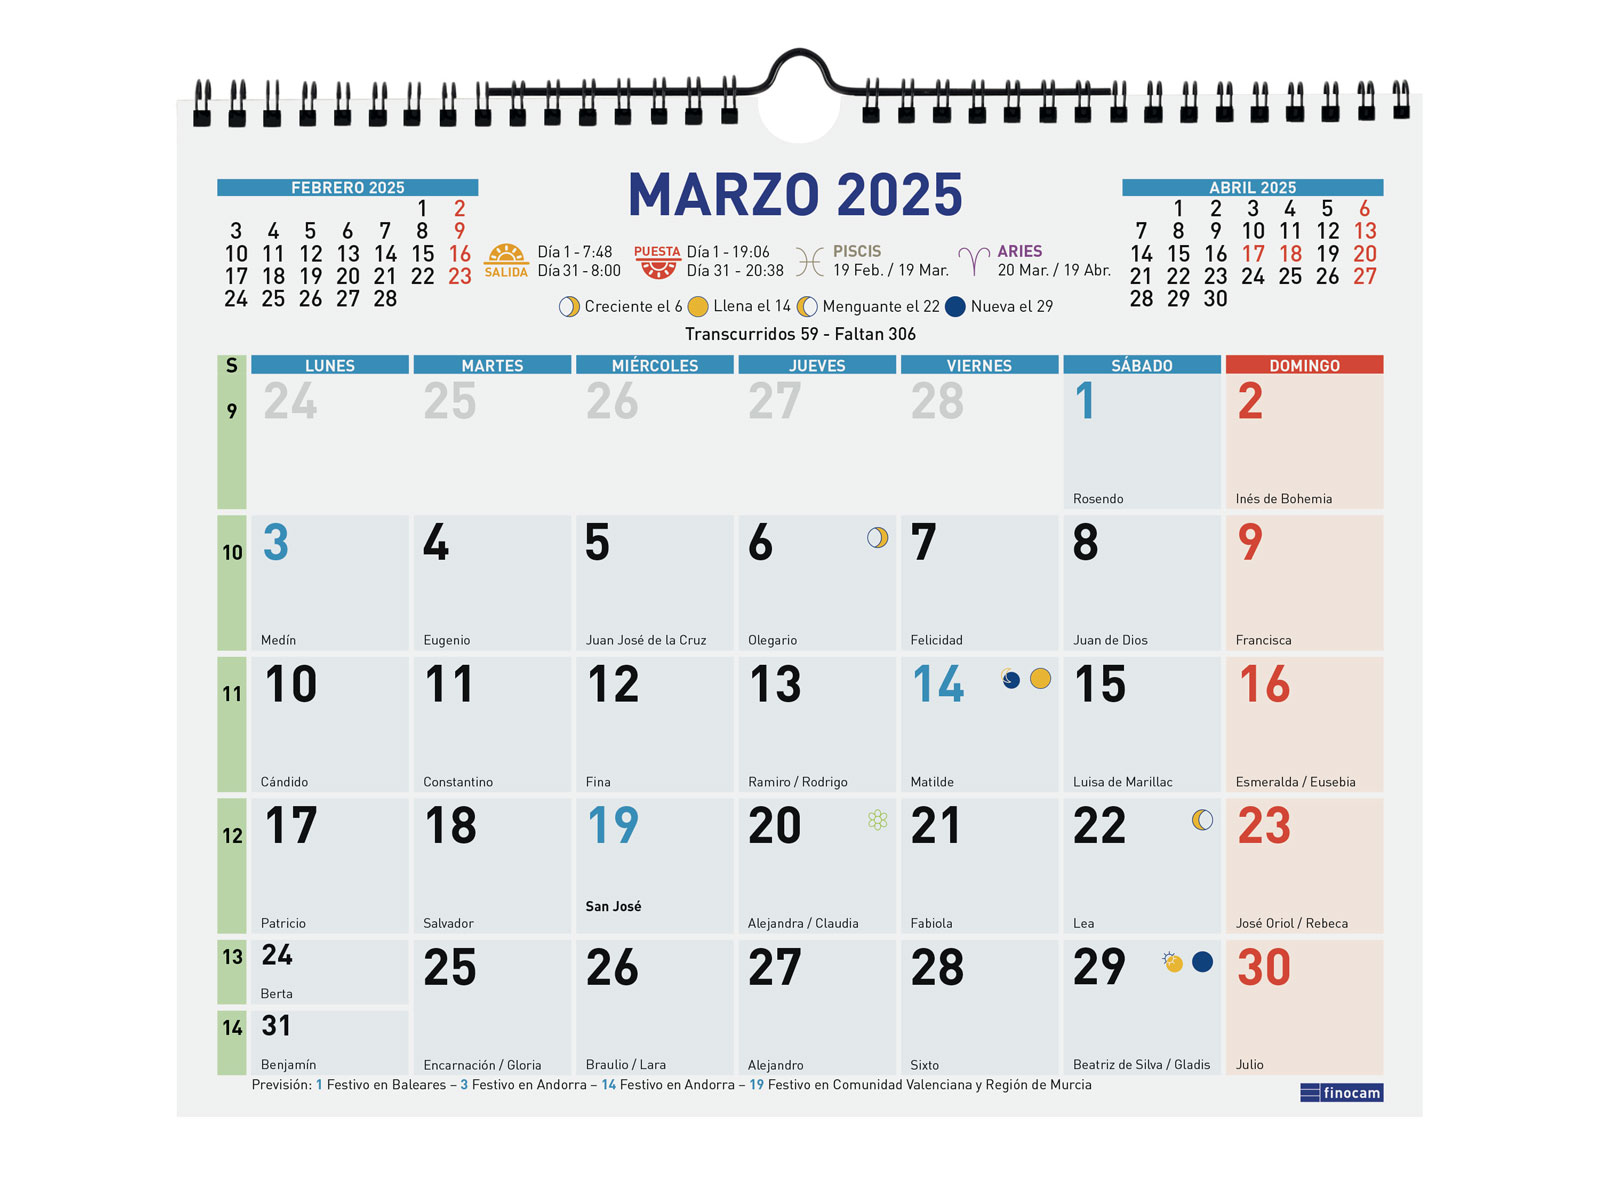 MARZO 2025
FEBRERO 2025
1 2
3 4 5 6 7 8 9
10 11 12 13 14 15 16
17 18 19 20 21 22 23
24 25 26 27 28
SALIDA
Día 1 - 7:48
Día 31 - 8:00
PUESTA
Día 1 - 19:06
Día 31 - 20:38
PISCIS
19 Feb. / 19 Mar.
ARIES
20 Mar. / 19 Abr.
Creciente el 6 Llena el 14 Menguante el 22 Nueva el 29
Transcurridos 59 - Faltan 306
ABRIL 2025
1 2 3 4 5 6
7 8 9 10 11 12 13
14 15 16 17 18 19 20
21 22 23 24 25 26 27
28 29 30
S LUNES MARTES MIÉRCOLES JUEVES VIERNES SÁBADO DOMINGO
9 24 25 26 27 28 1 2
Rosendo Inés de Bohemia
10 3 4 5 6 7 8 9
Medín Eugenio Juan José de la Cruz Olegario Felicidad Juan de Dios Francisca
11 10 11 12 13 14 15 16
Cándido Constantino Fina Ramiro / Rodrigo Matilde Luisa de Marillac Esmeralda / Eusebia
12 17 18 19 20 21 22 23
San José
Patricio Salvador Alejandra / Claudia Fabiola Lea José Oriol / Rebeca
13 24 25 26 27 28 29 30
Berta
14 31
Benjamín Encarnación / Gloria Braulio / Lara Alejandro Sixto Beatriz de Silva / Gladis Julio
Previsión: 1 Festivo en Baleares – 3 Festivo en Andorra – 14 Festivo en Andorra – 19 Festivo en Comunidad Valenciana y Región de Murcia
finocam